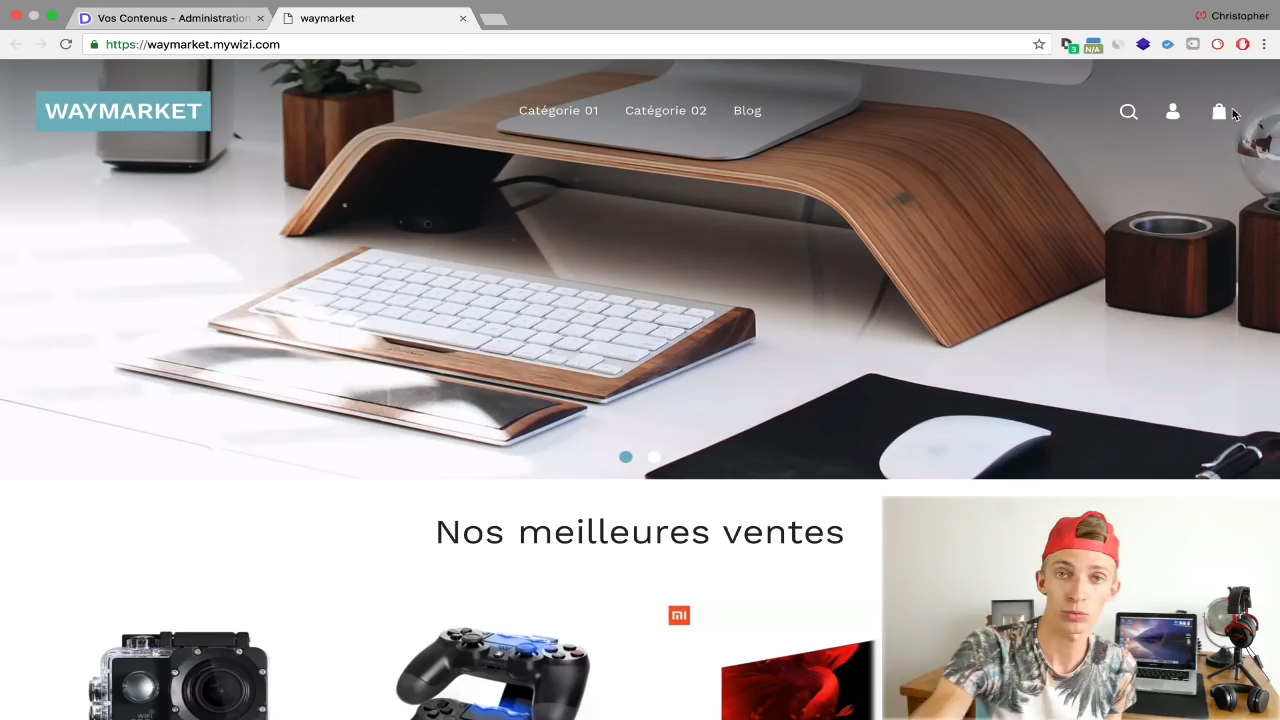 Vos Contenus - Administration
waymarket
Christopher
https://waymarket.mywizi.com
3
N/A
WAYMARKET
Catégorie 01
Catégorie 02
Blog
Nos meilleures ventes
mi